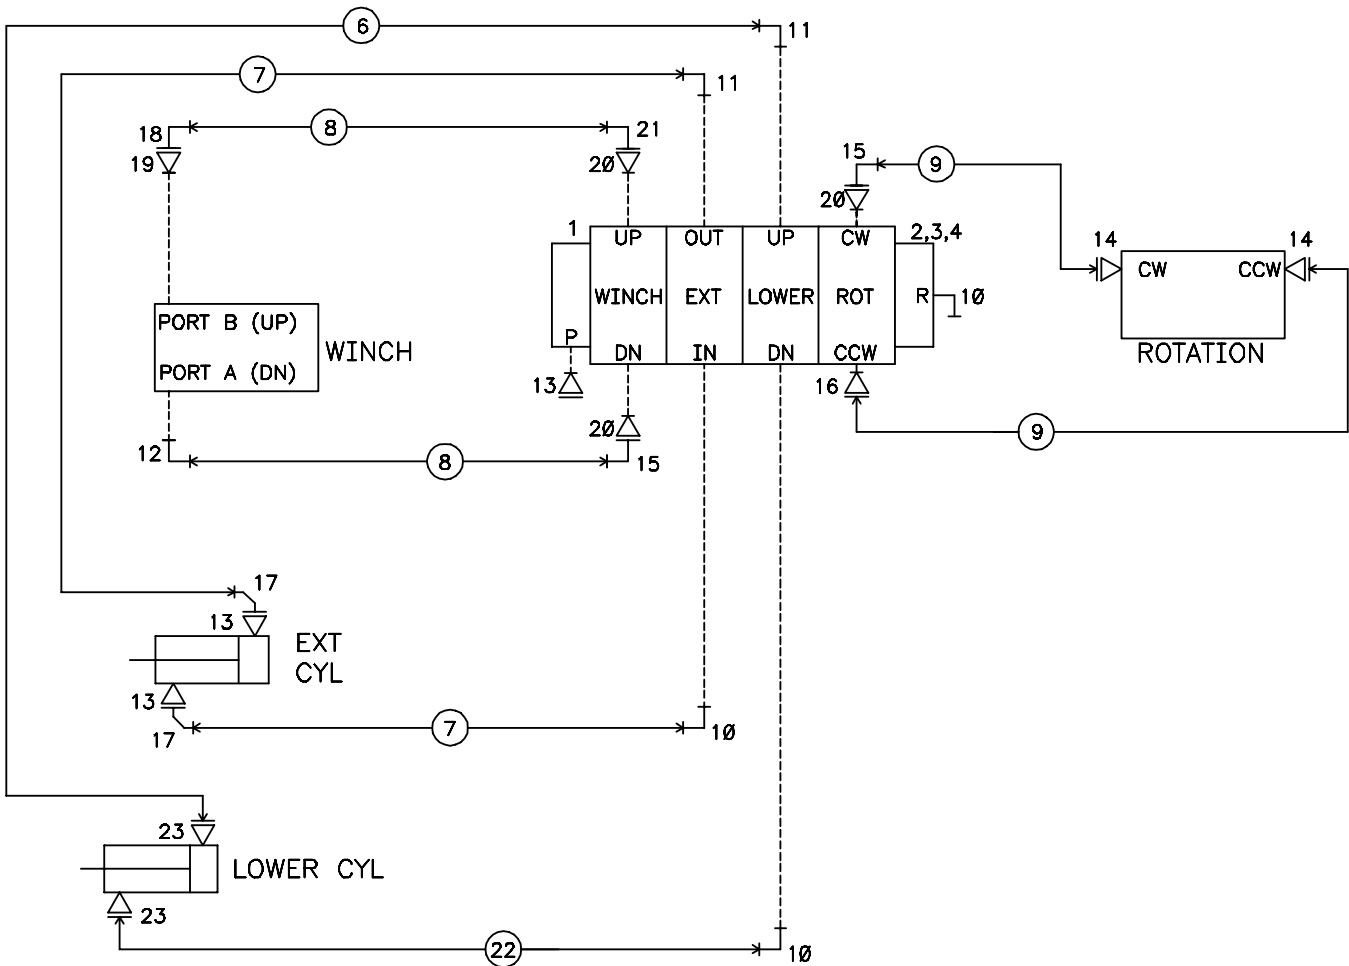 6
11
7
11
18
8
21
19
20
15
9
20
14
14
1
UP
OUT
UP
CW
2,3,4
CW
CCW
WINCH
EXT
LOWER
ROT
R
10
PORT B (UP)
P
WINCH
DN
IN
DN
CCW
ROTATION
PORT A (DN)
13
16
20
9
12
8
15
17
13
EXT
CYL
13
17
7
10
23
LOWER CYL
23
22
10